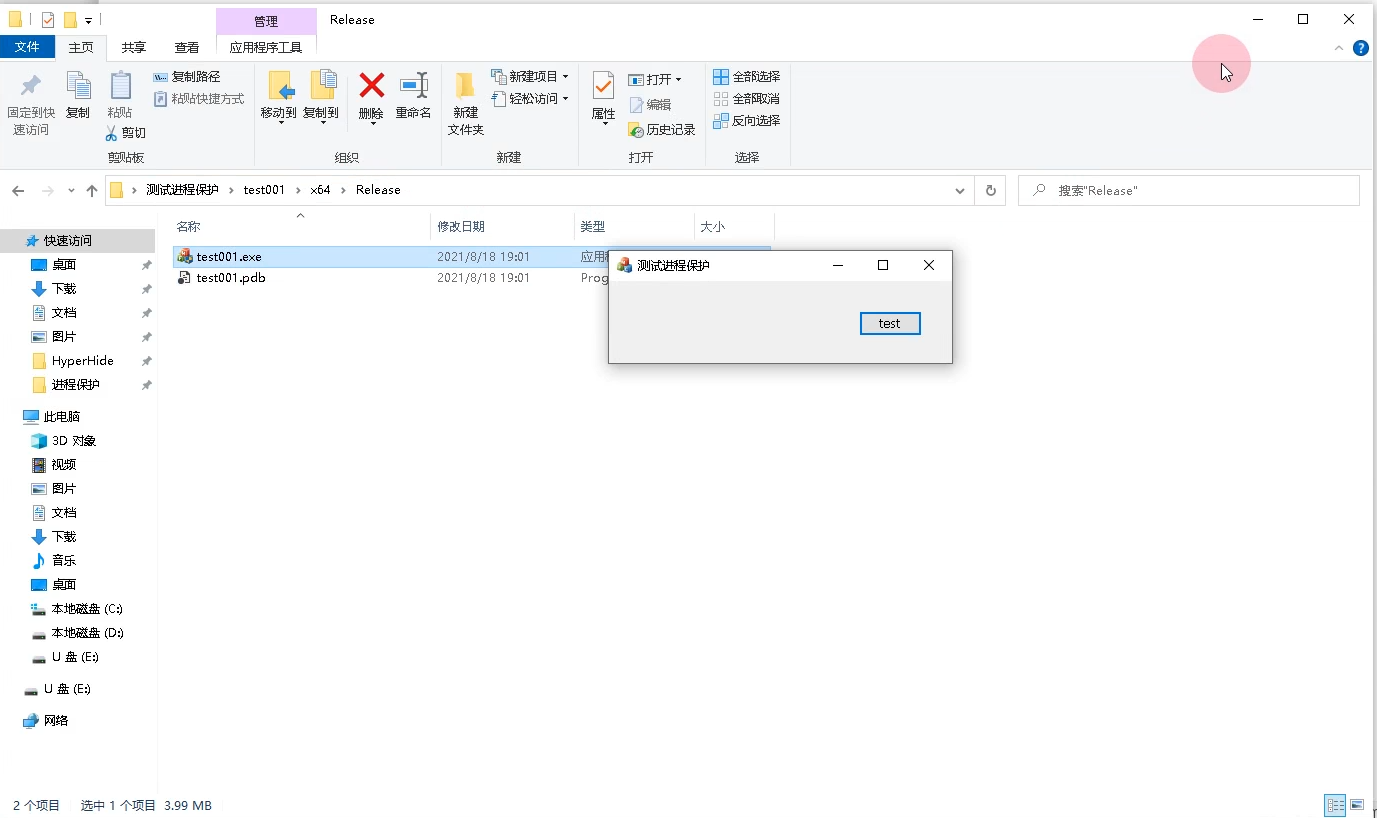 管理
Release
文件
主页
共享
查看
应用程序工具
固定到快
速访问
复制
粘贴
复制路径
粘贴快捷方式
剪切
剪贴板
移动到
复制到
删除
重命名
组织
新建
文件夹
新建项目
轻松访问
新建
属性
打开
编辑
历史记录
打开
全部选择
全部取消
反向选择
选择
测试进程保护 › test001 › x64 › Release
搜索"Release"
名称
修改日期
类型
大小
test001.exe
2021/8/18 19:01
应用
test001.pdb
2021/8/18 19:01
Prog
测试进程保护
test
快速访问
桌面
下载
文档
图片
HyperHide
进程保护
此电脑
3D 对象
视频
图片
文档
下载
音乐
桌面
本地磁盘 (C:)
本地磁盘 (D:)
U 盘 (E:)
U 盘 (E:)
网络
2 个项目
选中 1 个项目 3.99 MB